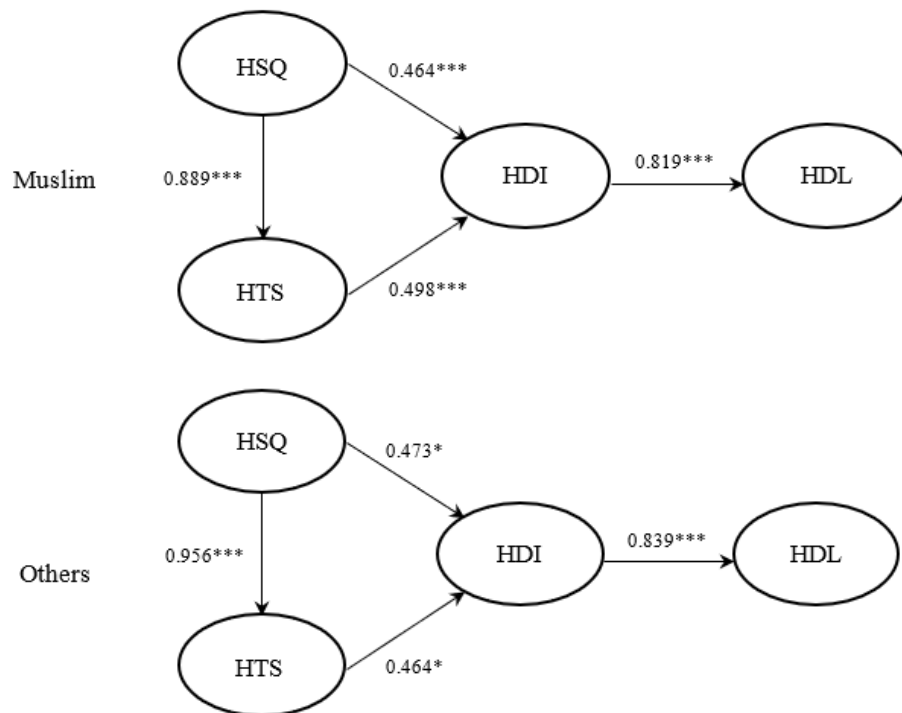 HSQ
0.464***
Muslim
0.889***
HDI
0.819***
HDL
HTS
0.498***
HSQ
0.473*
Others
0.956***
HDI
0.839***
HDL
HTS
0.464*